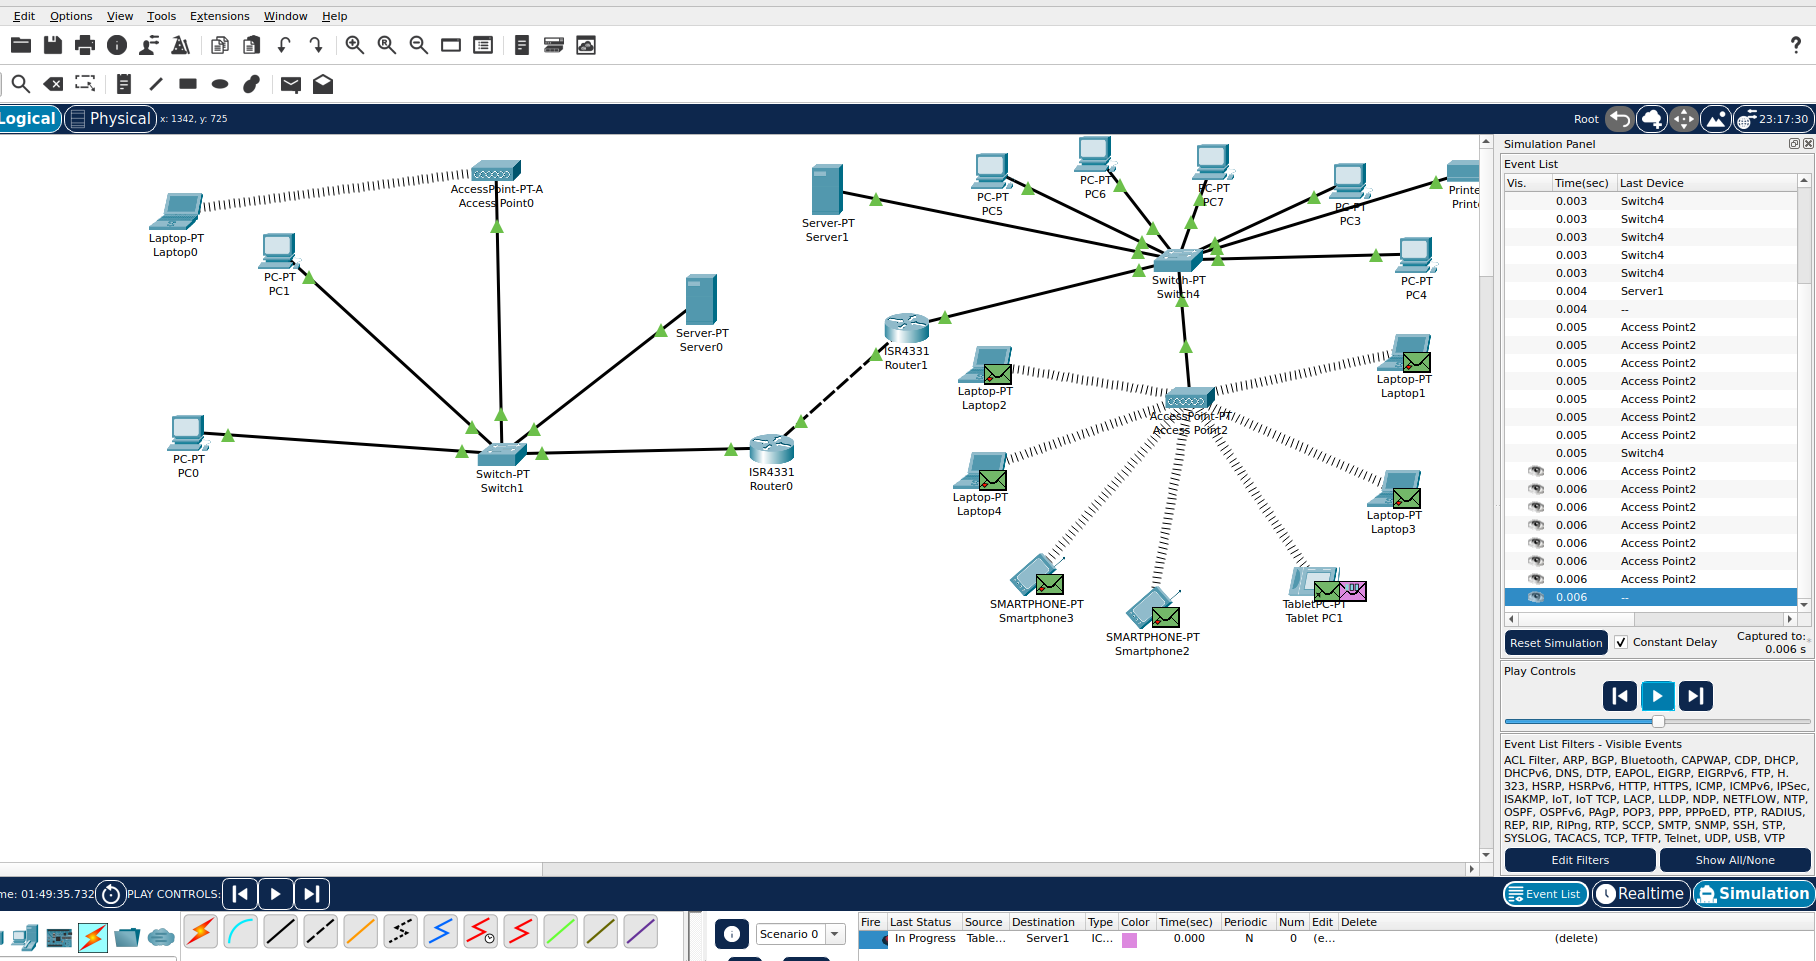 Edit Options View Tools Extensions Window Help
?
Logical Physical x: 1342, y: 725 Root 23:17:30
AccessPoint-PT-A
Access Point0
Laptop-PT
Laptop0
PC-PT
PC1
Server-PT
Server0
PC-PT
PC0
Switch-PT
Switch1
ISR4331
Router0
ISR4331
Router1
Server-PT
Server1
PC-PT
PC5
PC-PT
PC6
PC-PT
PC7
PC-PT
PC3
Printe
Print
PC-PT
PC4
Switch-PT
Switch4
Laptop-PT
Laptop2
Laptop-PT
Laptop1
AccessPoint-PT
Access Point2
Laptop-PT
Laptop4
Laptop-PT
Laptop3
SMARTPHONE-PT
Smartphone3
SMARTPHONE-PT
Smartphone2
TabletPC-PT
Tablet PC1
Simulation Panel
Event List
Vis. Time(sec) Last Device
0.003 Switch4
0.003 Switch4
0.003 Switch4
0.003 Switch4
0.003 Switch4
0.004 Server1
0.004 --
0.005 Access Point2
0.005 Access Point2
0.005 Access Point2
0.005 Access Point2
0.005 Access Point2
0.005 Access Point2
0.005 Access Point2
0.005 Switch4
0.006 Access Point2
0.006 Access Point2
0.006 Access Point2
0.006 Access Point2
0.006 Access Point2
0.006 Access Point2
0.006 Access Point2
0.006 --
Reset Simulation Constant Delay Captured to:
0.006 s
Play Controls
Event List Filters - Visible Events
ACL Filter, ARP, BGP, Bluetooth, CAPWAP, CDP, DHCP,
DHCPv6, DNS, DTP, EAPOL, EIGRP, EIGRPv6, FTP, H.
323, HSRP, HSRPv6, HTTP, HTTPS, ICMP, ICMPv6, IPSec,
ISAKMP, IoT, IoT TCP, LACP, LLDP, NDP, NETFLOW, NTP,
OSPF, OSPFv6, PAgP, POP3, PPP, PPPoED, PTP, RADIUS,
REP, RIP, RIPng, RTP, SCCP, SMTP, SNMP, SSH, STP,
SYSLOG, TACACS, TCP, TFTP, Telnet, UDP, USB, VTP
Edit Filters Show All/None
me: 01:49:35.732 PLAY CONTROLS: Event List Realtime Simulation
Scenario 0
Fire Last Status Source Destination Type Color Time(sec) Periodic Num Edit Delete
In Progress Table... Server1 IC... 0.000 N 0 (e... (delete)